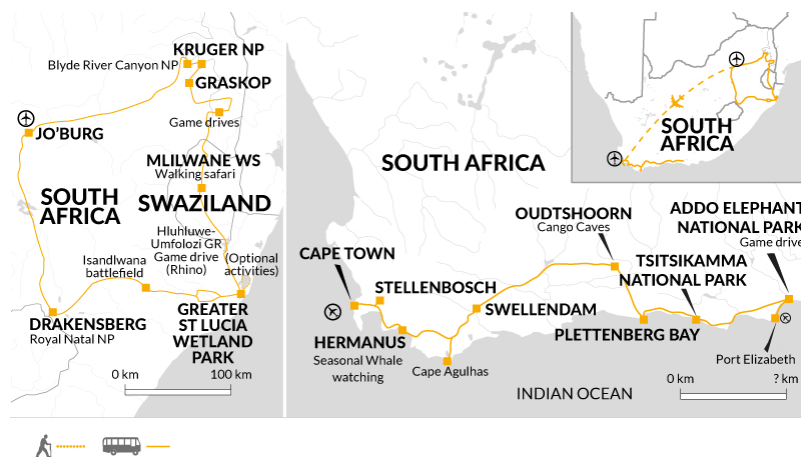 KRUGER NP
Blyde River Canyon NP
GRASKOP
Game drives
JO'BURG
MLILWANE WS
Walking safari
SOUTH
AFRICA
SWAZILAND
Hluhluwe-
Umfolozi GR
Game drive
(Rhino)
(Optional
activities)
Isandlwana
battlefield
DRAKENSBERG
Royal Natal NP
GREATER
ST LUCIA
WETLAND
PARK
0 km
100 km
SOUTH AFRICA
SOUTH
AFRICA
CAPE TOWN
STELLENBOSCH
HERMANUS
Seasonal Whale
watching
Cape Agulhas
SWELLENDAM
OUDTSHOORN
Cango Caves
TSITSIKAMMA
NATIONAL PARK
PLETTENBERG BAY
ADDO ELEPHANT
NATIONAL PARK
Game drive
Port Elizabeth
INDIAN OCEAN
0 km
? km